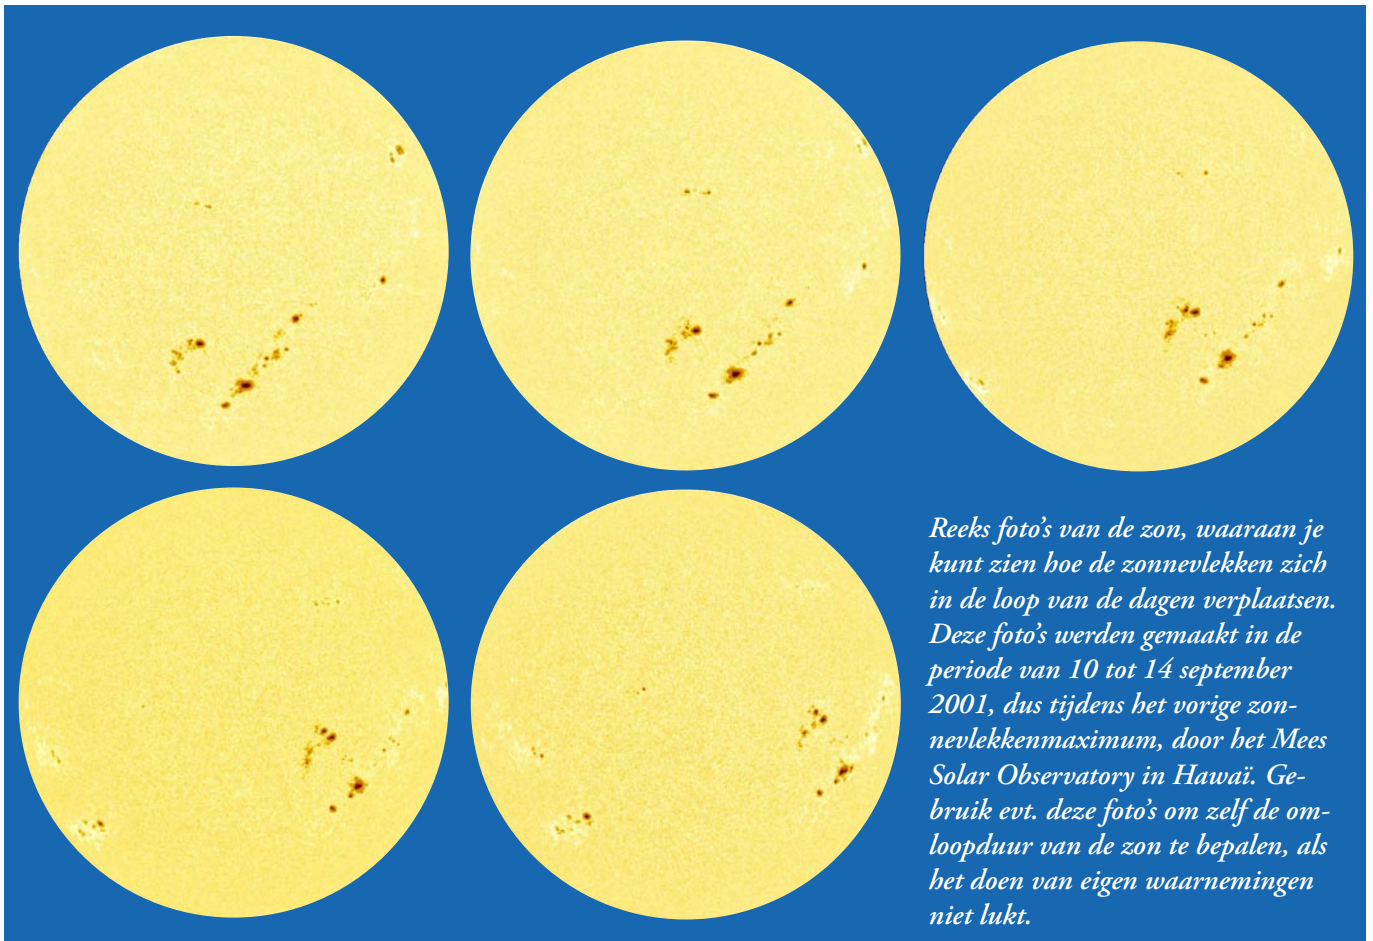 Reeks foto's van de zon, waaraan je
kunt zien hoe de zonnevlekken zich
in de loop van de dagen verplaatsen.
Deze foto's werden gemaakt in de
periode van 10 tot 14 september
2001, dus tijdens het vorige zon-
nevlekkenmaximum, door het Mees
Solar Observatory in Hawaï. Ge-
bruik evt. deze foto's om zelf de om-
loopduur van de zon te bepalen, als
het doen van eigen waarnemingen
niet lukt.